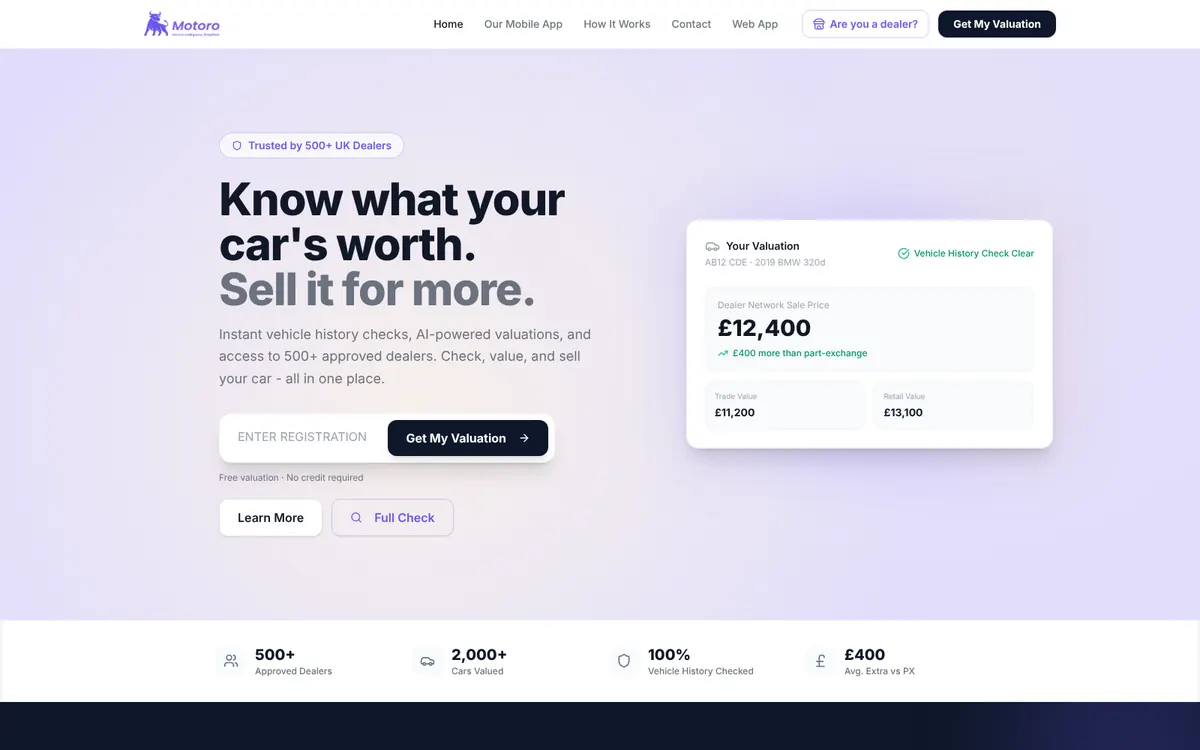 Motoro
Home
Our Mobile App
How It Works
Contact
Web App
Are you a dealer?
Get My Valuation
Trusted by 500+ UK Dealers
Know what your
car's worth.
Sell it for more.
Instant vehicle history checks, AI-powered valuations, and
access to 500+ approved dealers. Check, value, and sell
your car - all in one place.
ENTER REGISTRATION
Get My Valuation
Free valuation · No credit required
Learn More
Full Check
Your Valuation
AB12 CDE · 2019 BMW 320d
Vehicle History Check Clear
Dealer Network Sale Price
£12,400
£400 more than part-exchange
Trade Value
£11,200
Retail Value
£13,100
500+
Approved Dealers
2,000+
Cars Valued
100%
Vehicle History Checked
£400
Avg. Extra vs PX